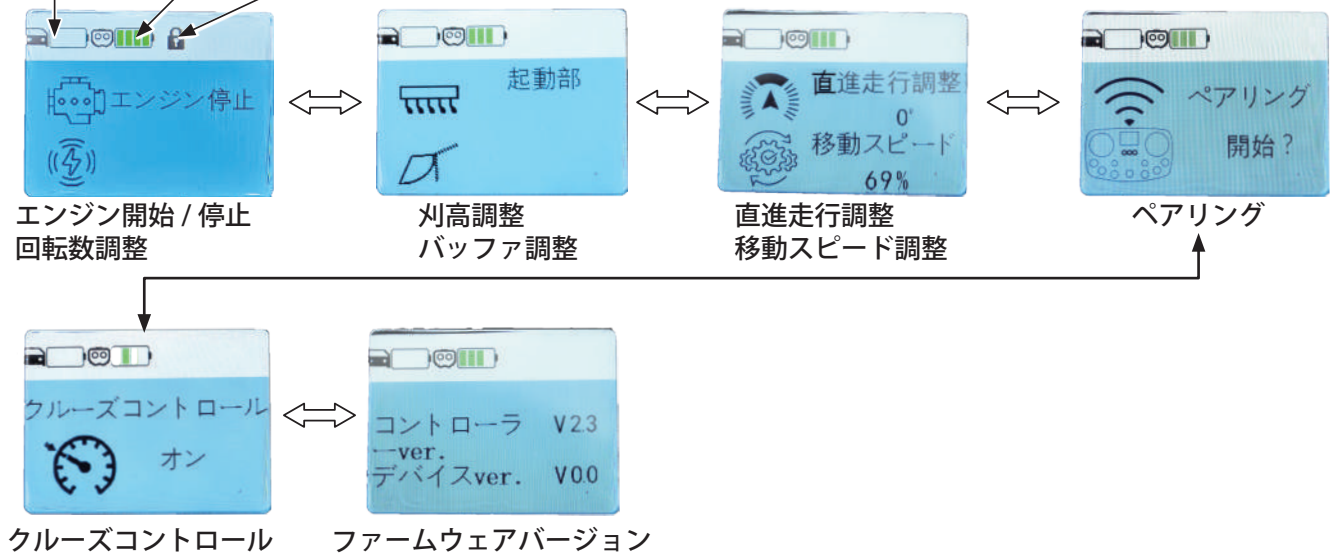 エンジン停止
起動部
直進走行調整
0°
移動スピード
69%
ペアリング
開始？
エンジン開始 / 停止
回転数調整
刈高調整
バッファ調整
直進走行調整
移動スピード調整
ペアリング
クルーズコントロール
オン
コントローラ V2.3
ーver.
デバイスver. V0.0
クルーズコントロール
ファームウェアバージョン